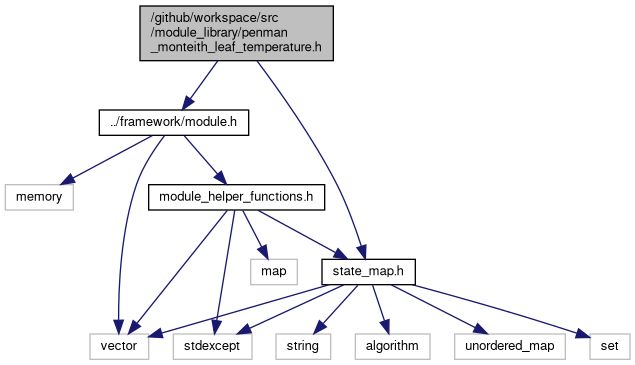 /github/workspace/src
/module_library/penman
_monteith_leaf_temperature.h
../framework/module.h
memory
module_helper_functions.h
map
state_map.h
vector
stdexcept
string
algorithm
unordered_map
set